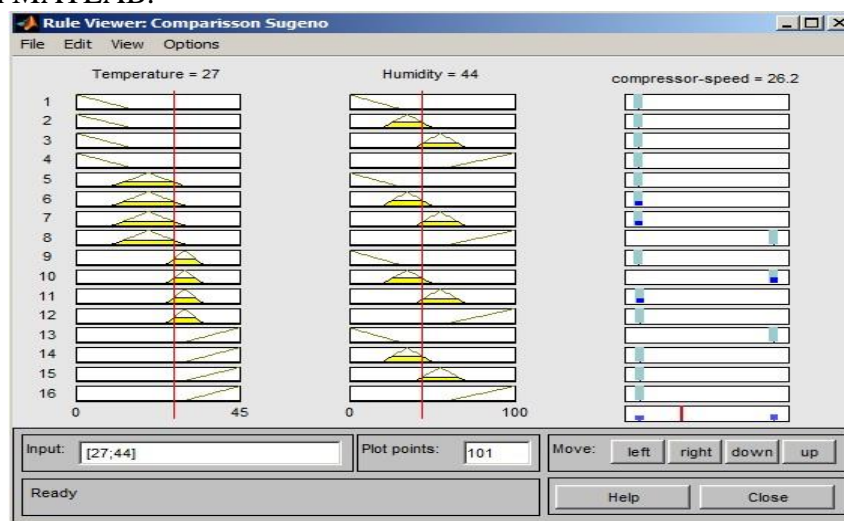 Rule Viewer: Comparisson Sugeno
File Edit View Options
Temperature = 27
Humidity = 44
compressor-speed = 26.2
1
2
3
4
5
6
7
8
9
10
11
12
13
14
15
16
0 45
0 100
Input: [27;44]
Plot points: 101
Move: left right down up
Ready
Help Close